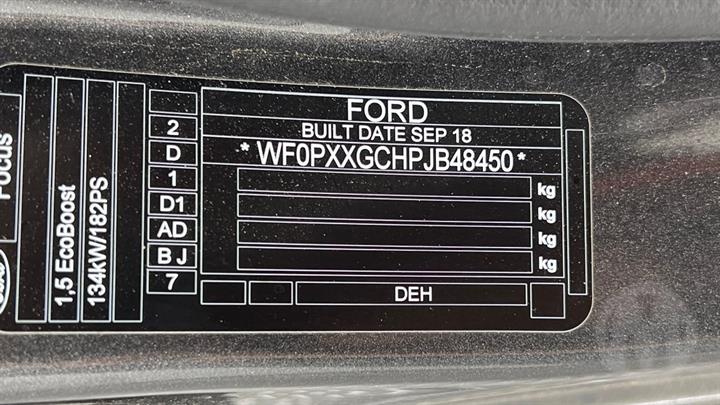 FORD
BUILT DATE SEP 18
* WF0PXXGCHPJB48450 *
kg
kg
kg
kg
DEH
2
D
1
D1
AD
B J
7
134kW/182PS
1,5 EcoBoost
Focus